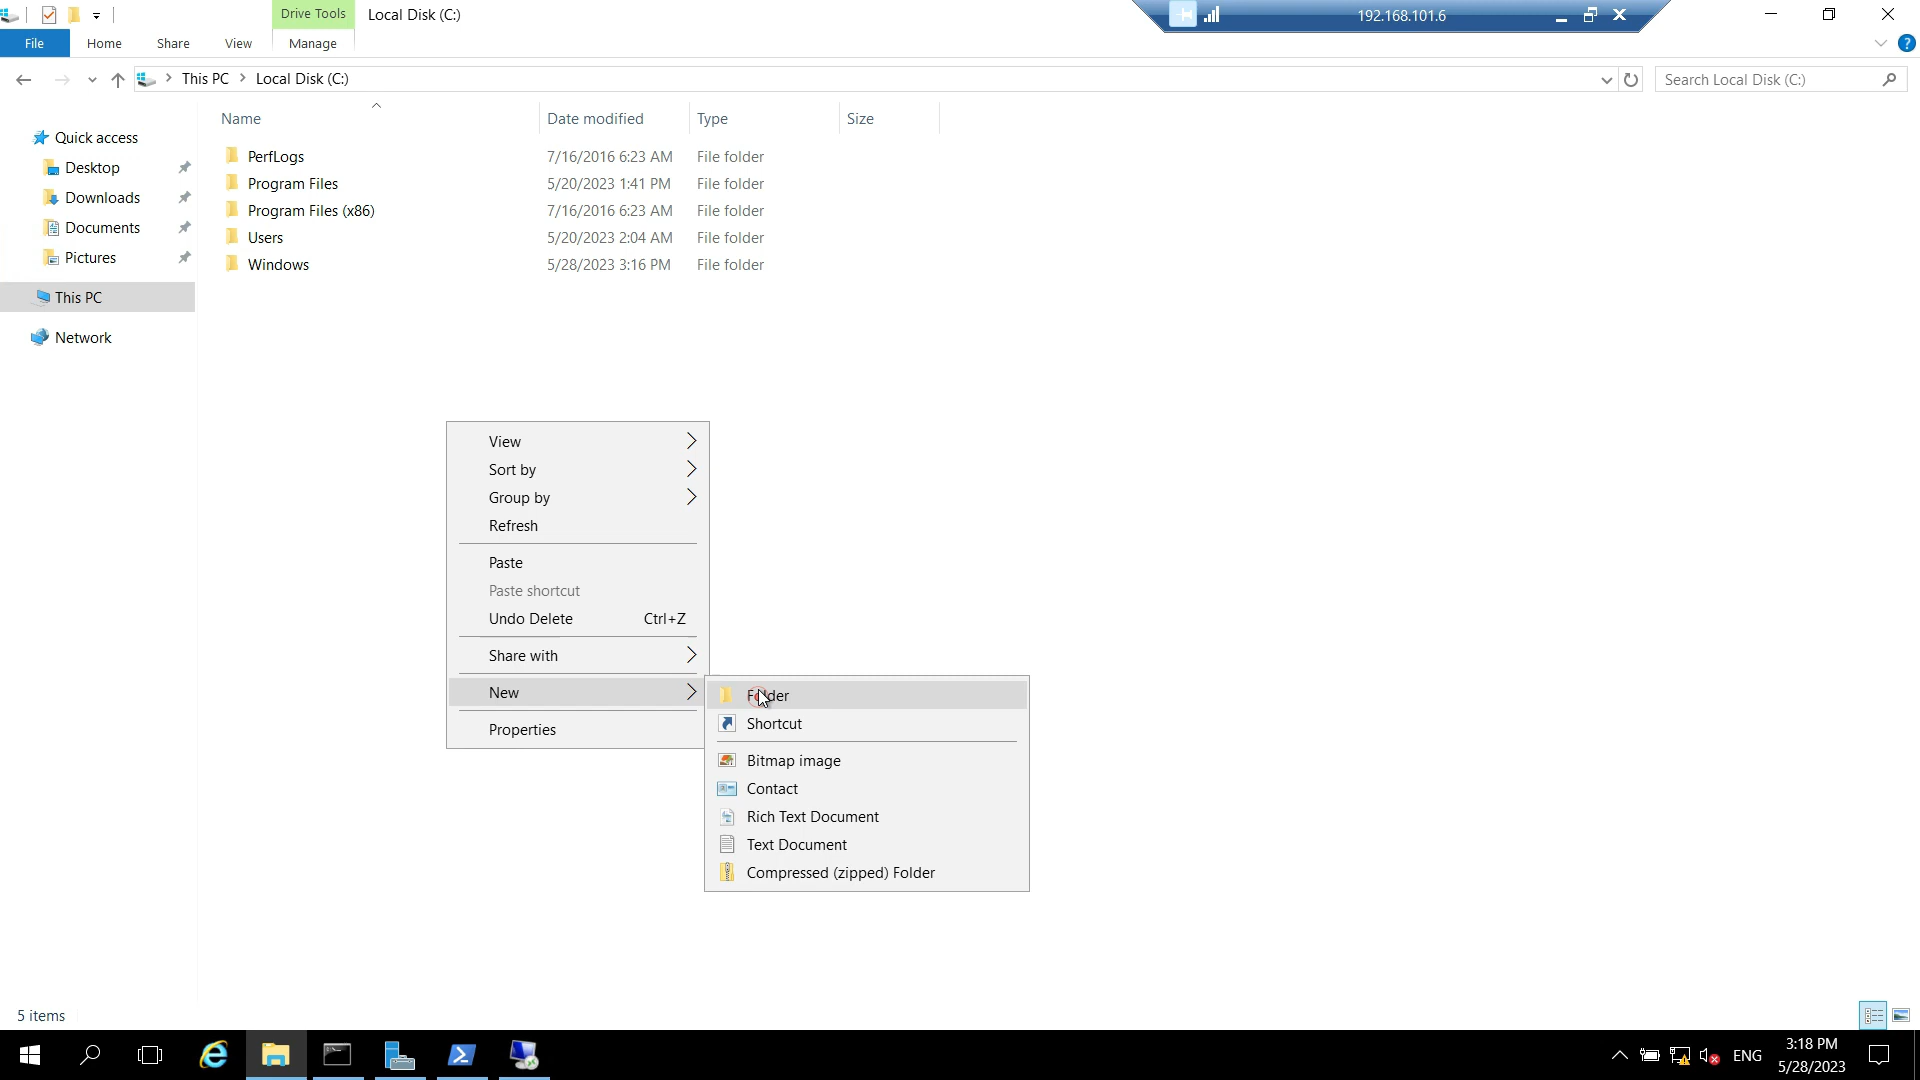 Drive Tools
Local Disk (C:)
192.168.101.6
File
Home
Share
View
Manage
This PC
Local Disk (C:)
Search Local Disk (C:)
Name
Date modified
Type
Size
Quick access
Desktop
Downloads
Documents
Pictures
This PC
Network
PerfLogs 7/16/2016 6:23 AM File folder
Program Files 5/20/2023 1:41 PM File folder
Program Files (x86) 7/16/2016 6:23 AM File folder
Users 5/20/2023 2:04 AM File folder
Windows 5/28/2023 3:16 PM File folder
View
Sort by
Group by
Refresh
Paste
Paste shortcut
Undo Delete Ctrl+Z
Share with
New
Properties
Folder
Shortcut
Bitmap image
Contact
Rich Text Document
Text Document
Compressed (zipped) Folder
5 items
ENG
3:18 PM
5/28/2023